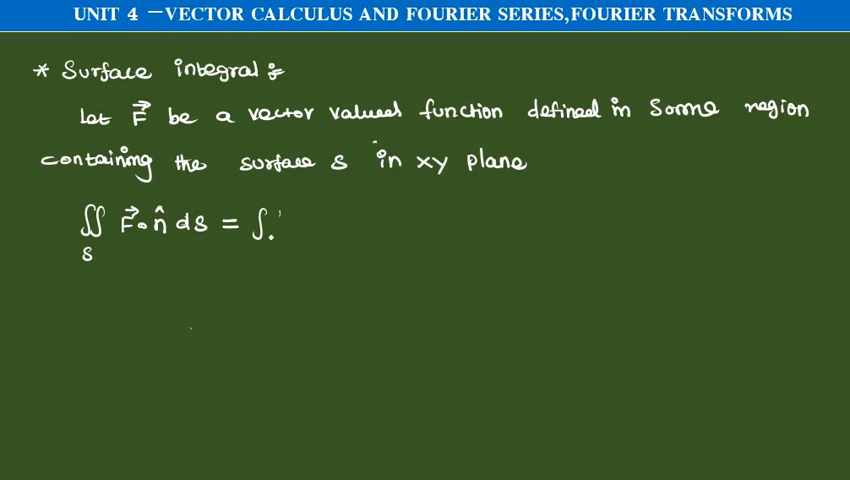 UNIT 4 —VECTOR CALCULUS AND FOURIER SERIES,FOURIER TRANSFORMS
* Surface integral :-
Let F⃗ be a vector valued function defined in some region
containing the surface S in xy plane
∬ F⃗ • n̂ ds = ∫
S